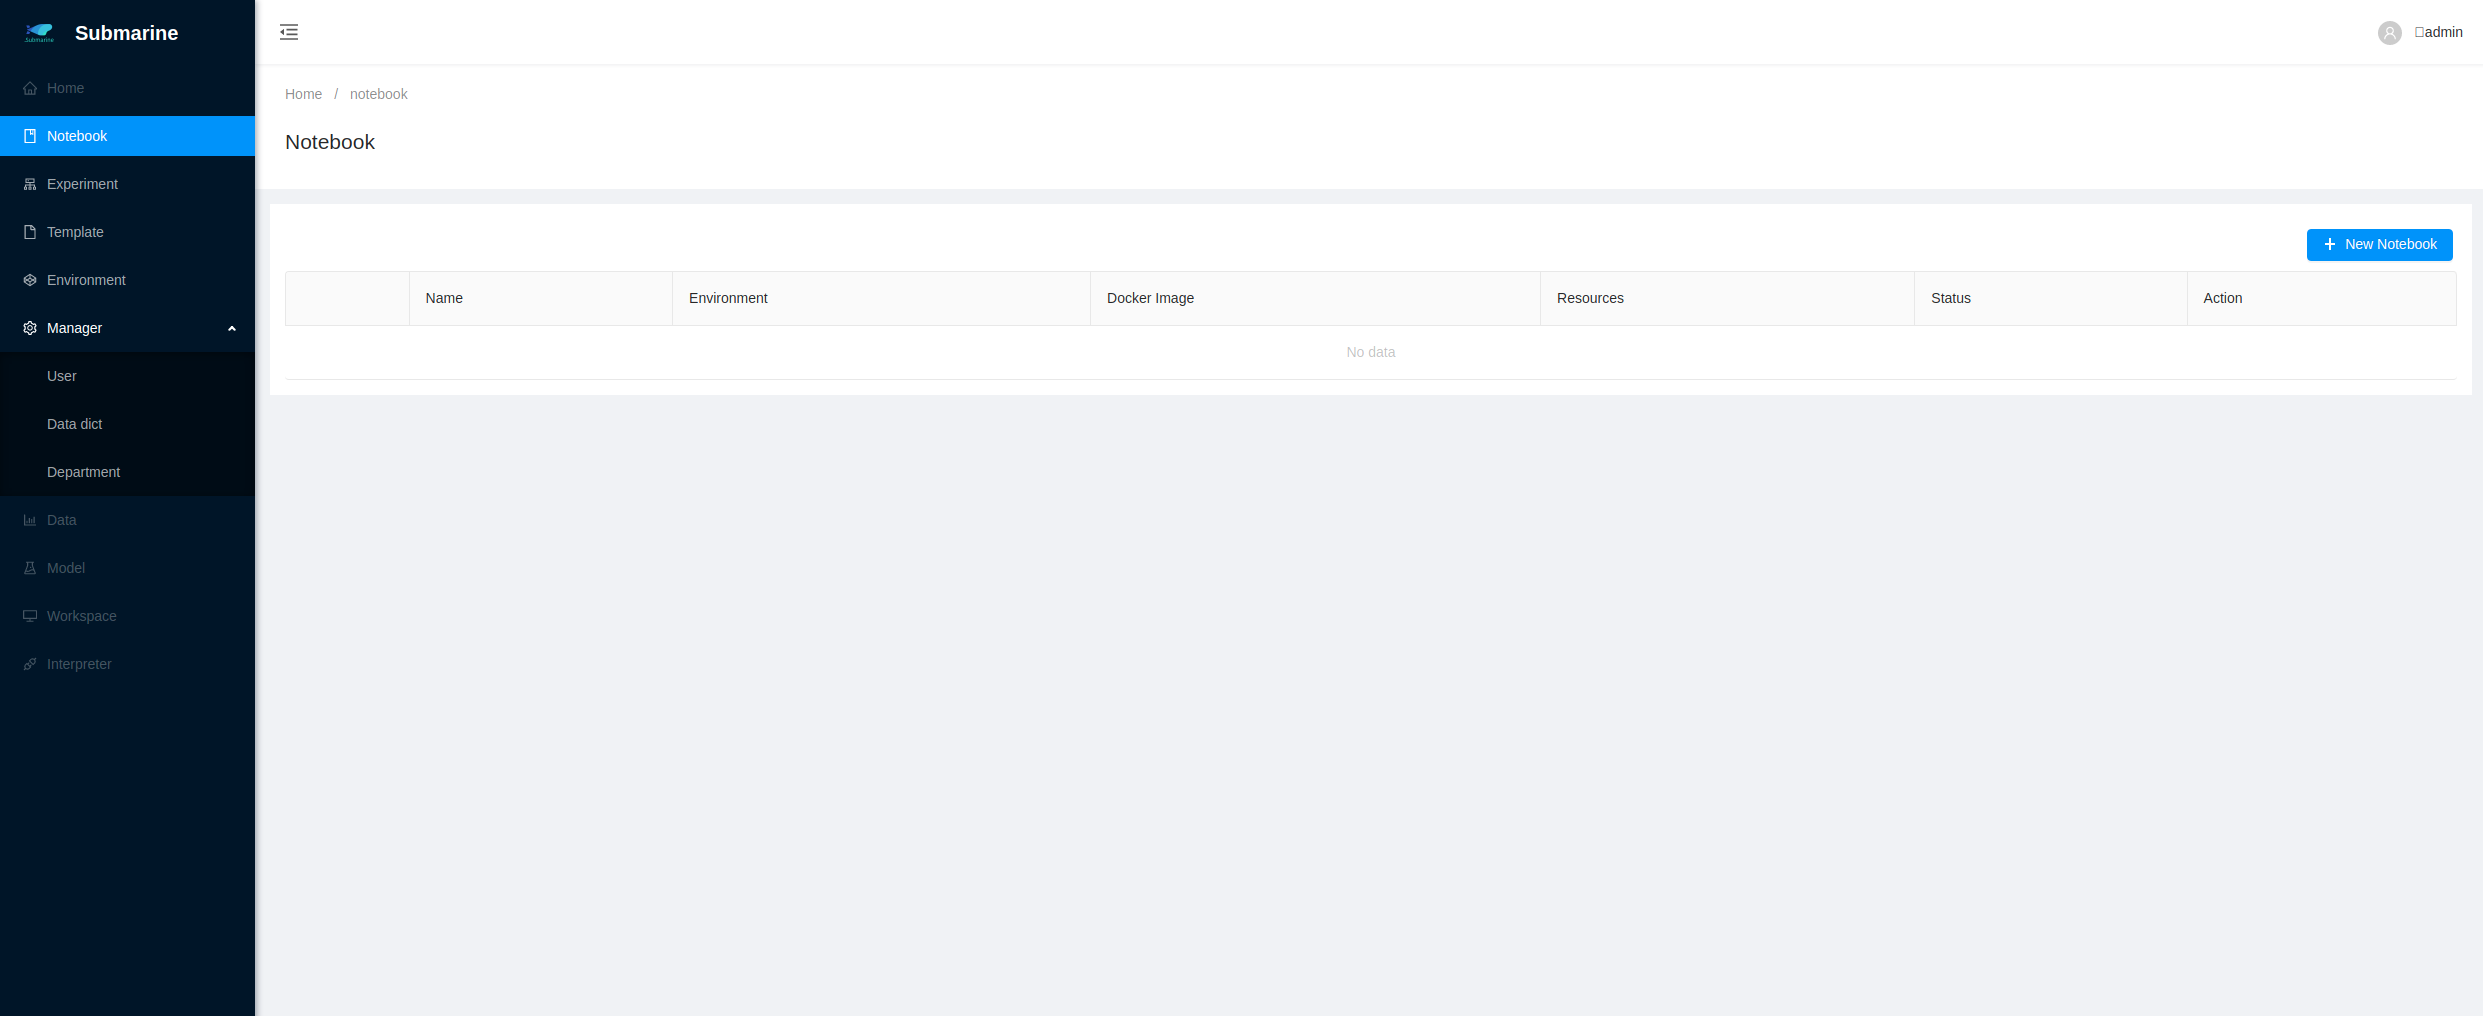 Submarine
Submarine
admin
Home
Notebook
Experiment
Template
Environment
Manager
User
Data dict
Department
Data
Model
Workspace
Interpreter
Home / notebook
Notebook
New Notebook
Name Environment Docker Image Resources Status Action
No data